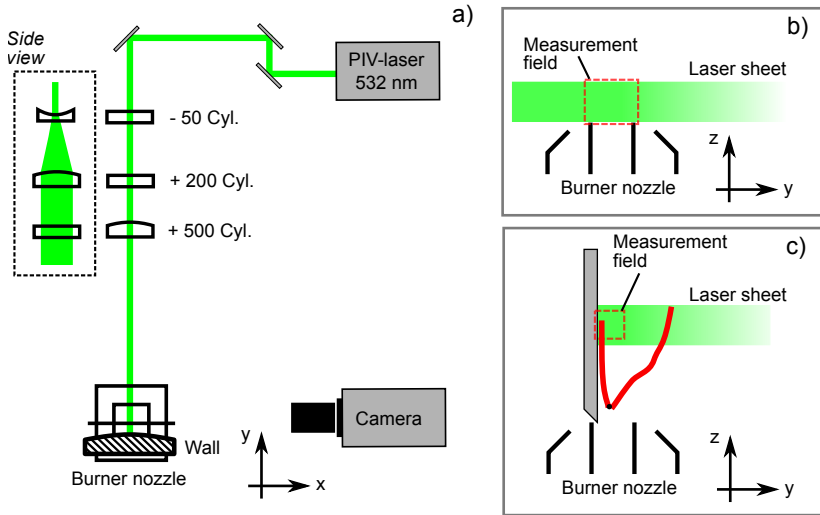 a)
Side
view
PIV-laser
532 nm
- 50 Cyl.
+ 200 Cyl.
+ 500 Cyl.
Camera
Wall
Burner nozzle
y
x
b)
Measurement
field
Laser sheet
z
Burner nozzle
y
c)
Measurement
field
Laser sheet
z
Burner nozzle
y